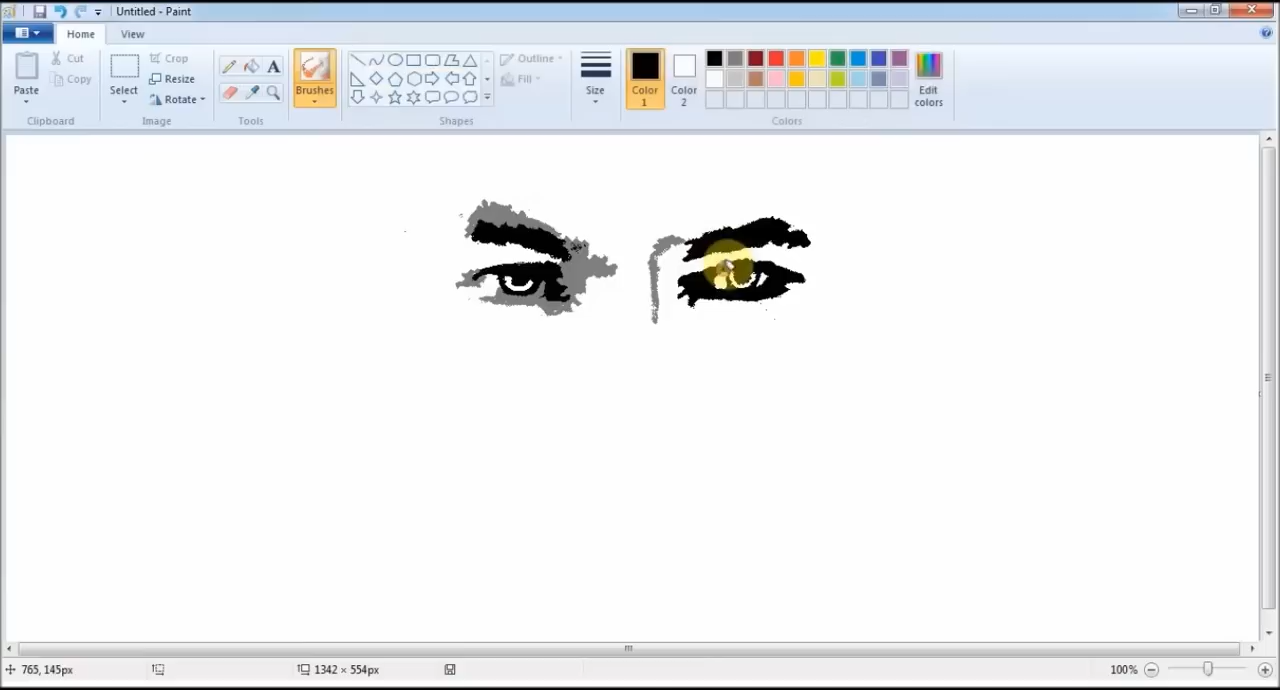 Untitled - Paint
Home View
Cut
Copy
Paste
Clipboard
Select
Crop
Resize
Rotate
Image
A
Tools
Brushes
Outline
Fill
Shapes
Size
Color
1
Color
2
Edit
colors
Colors
765, 145px
1342 × 554px
100%